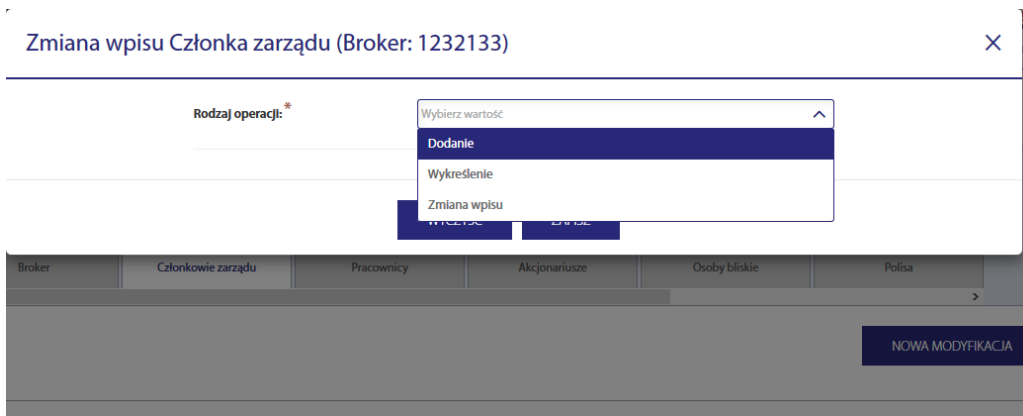 Zmiana wpisu Członka zarządu (Broker: 1232133)
Rodzaj operacji:*
Wybierz wartość
Dodanie
Wykreślenie
Zmiana wpisu
Broker Członkowie zarządu Pracownicy Akcjonariusze Osoby bliskie Polisa
NOWA MODYFIKACJA